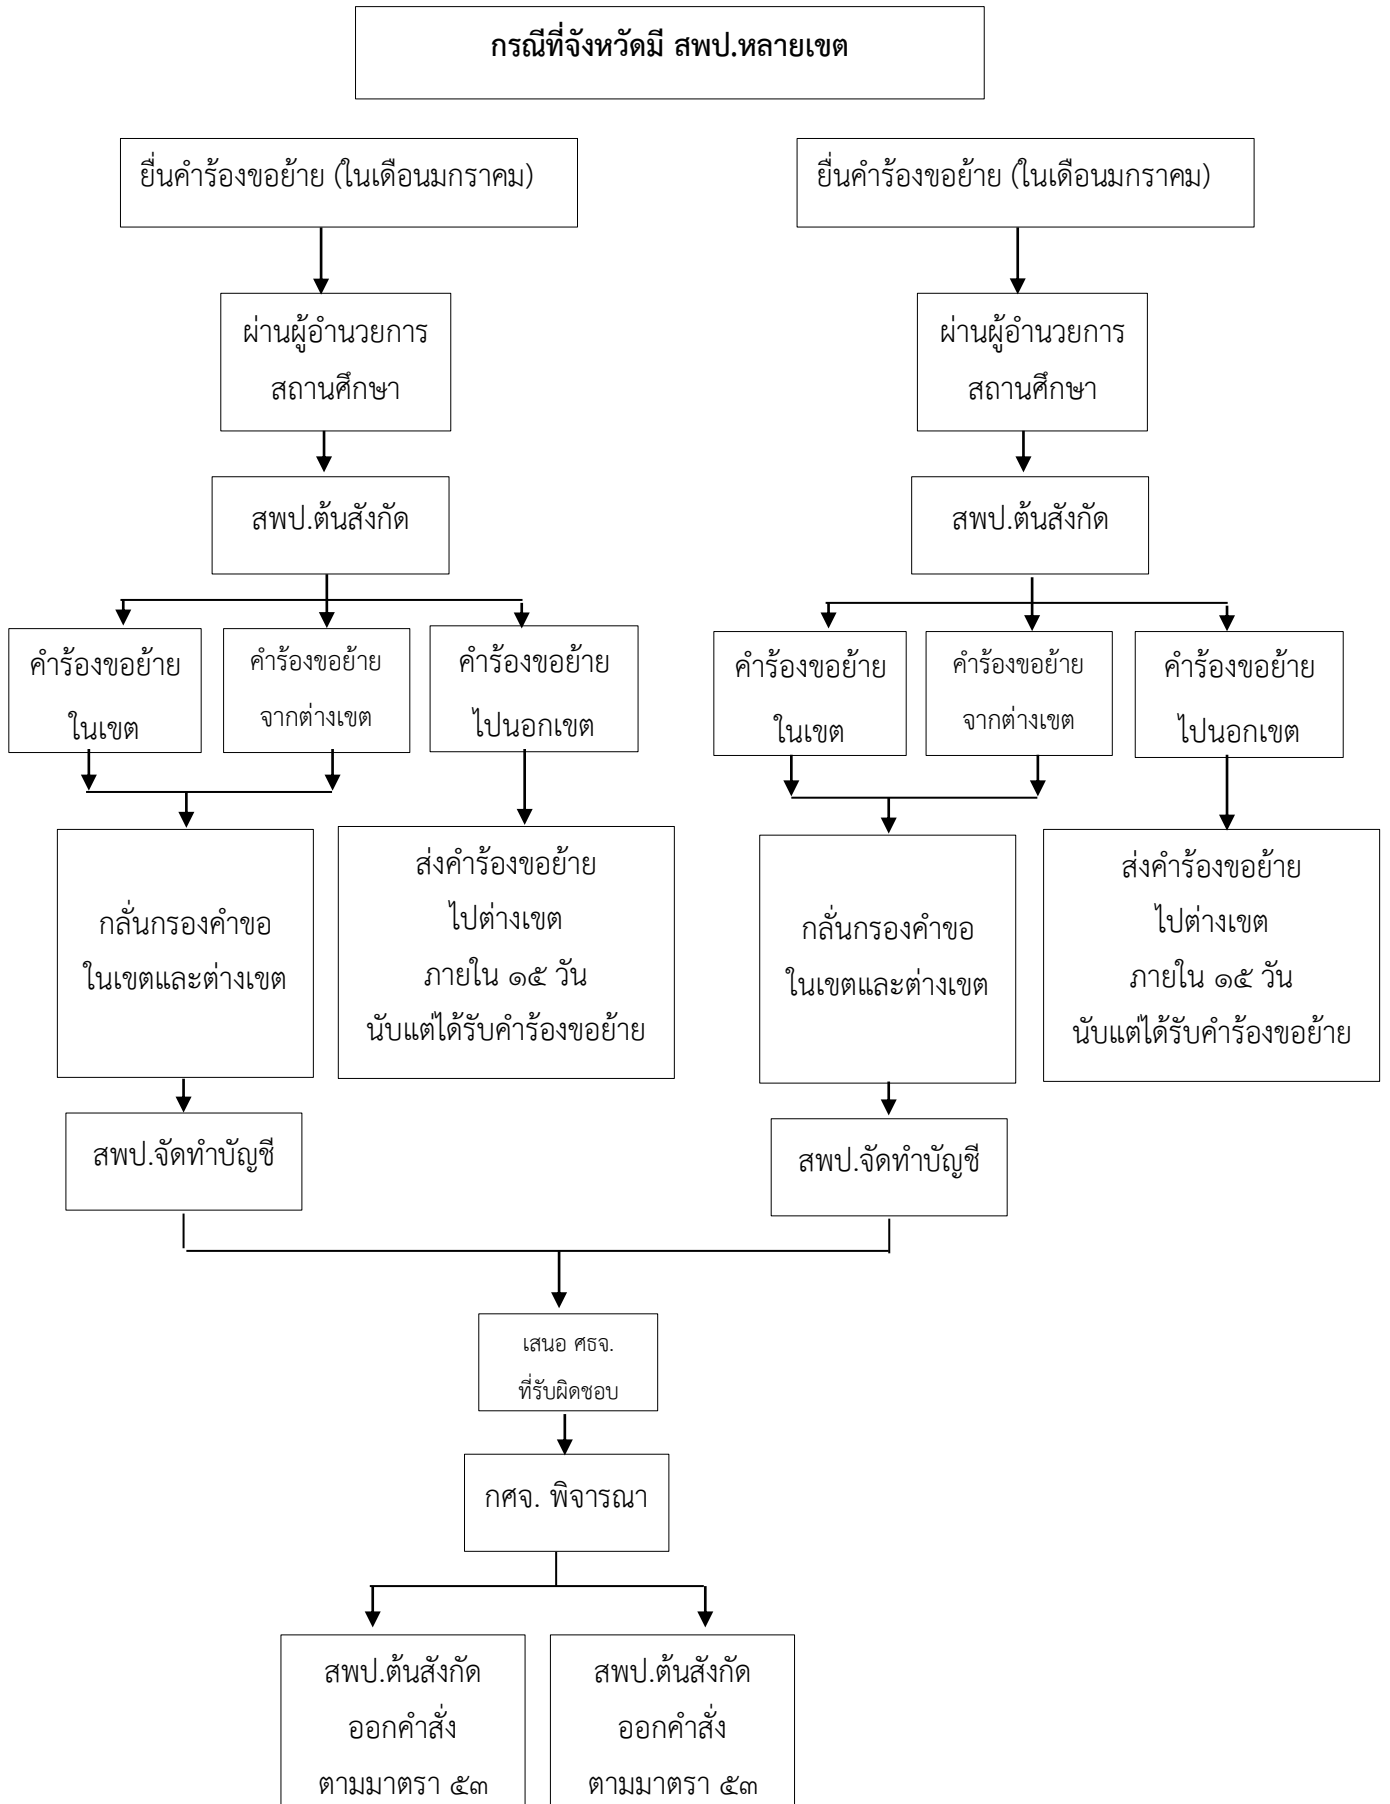 กรณีที่จังหวัดมี สพป.หลายเขต
ยื่นคำร้องขอย้าย (ในเดือนมกราคม)
ยื่นคำร้องขอย้าย (ในเดือนมกราคม)
ผ่านผู้อำนวยการ
สถานศึกษา
ผ่านผู้อำนวยการ
สถานศึกษา
สพป.ต้นสังกัด
สพป.ต้นสังกัด
คำร้องขอย้าย
ในเขต
คำร้องขอย้าย
จากต่างเขต
คำร้องขอย้าย
ไปนอกเขต
คำร้องขอย้าย
ในเขต
คำร้องขอย้าย
จากต่างเขต
คำร้องขอย้าย
ไปนอกเขต
กลั่นกรองคำขอ
ในเขตและต่างเขต
ส่งคำร้องขอย้าย
ไปต่างเขต
ภายใน ๑๕ วัน
นับแต่ได้รับคำร้องขอย้าย
กลั่นกรองคำขอ
ในเขตและต่างเขต
ส่งคำร้องขอย้าย
ไปต่างเขต
ภายใน ๑๕ วัน
นับแต่ได้รับคำร้องขอย้าย
สพป.จัดทำบัญชี
สพป.จัดทำบัญชี
เสนอ ศธจ.
ที่รับผิดชอบ
กศจ. พิจารณา
สพป.ต้นสังกัด
ออกคำสั่ง
ตามมาตรา ๕๓
สพป.ต้นสังกัด
ออกคำสั่ง
ตามมาตรา ๕๓